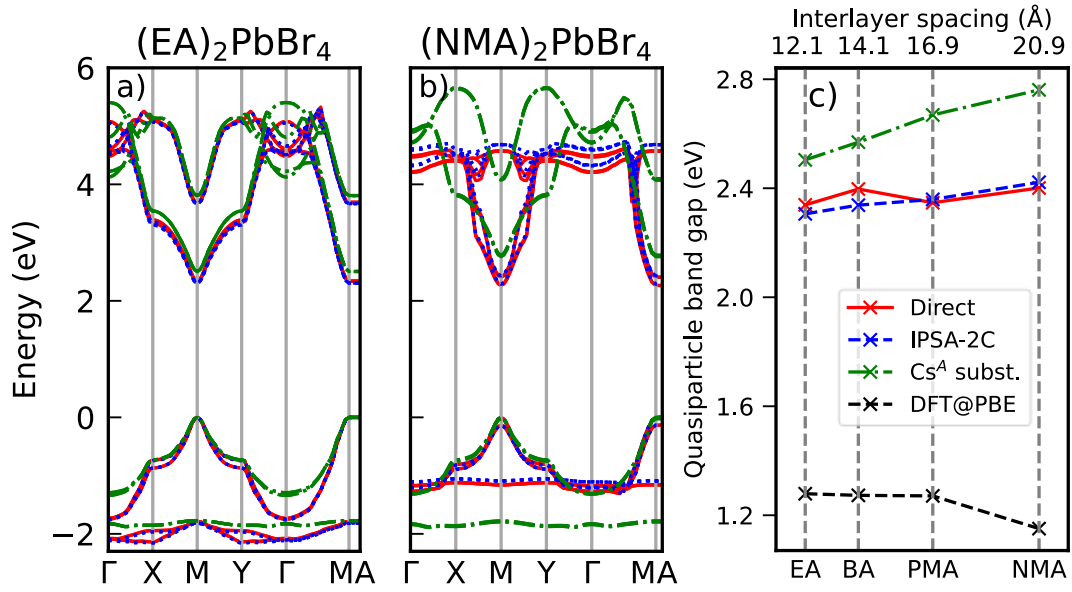 (EA)₂PbBr₄
(NMA)₂PbBr₄
Interlayer spacing (Å)
12.1 14.1 16.9 20.9
a)
b)
c)
Energy (eV)
6
4
2
0
−2
Γ X M Y Γ MA
Γ X M Y Γ MA
Quasiparticle band gap (eV)
2.8
2.4
2.0
1.6
1.2
Direct
IPSA-2C
Csᴬ subst.
DFT@PBE
EA BA PMA NMA